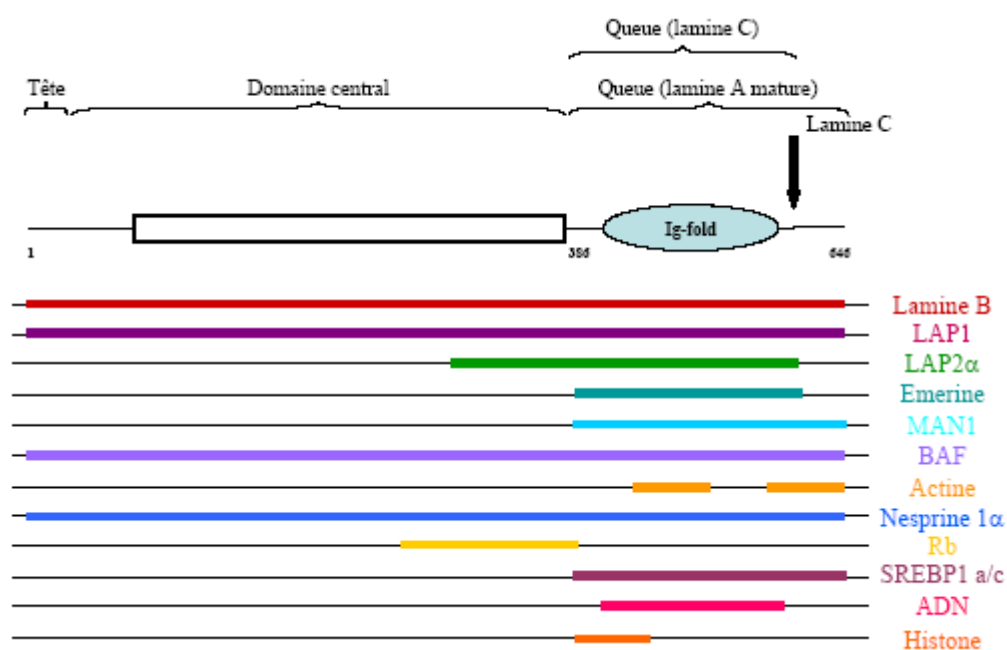 Queue (lamine C)
Tête
Domaine central
Queue (lamine A mature)
Lamine C
Ig-fold
1
386
646
Lamine B
LAP1
LAP2α
Emerine
MAN1
BAF
Actine
Nesprine 1α
Rb
SREBP1 a/c
ADN
Histone